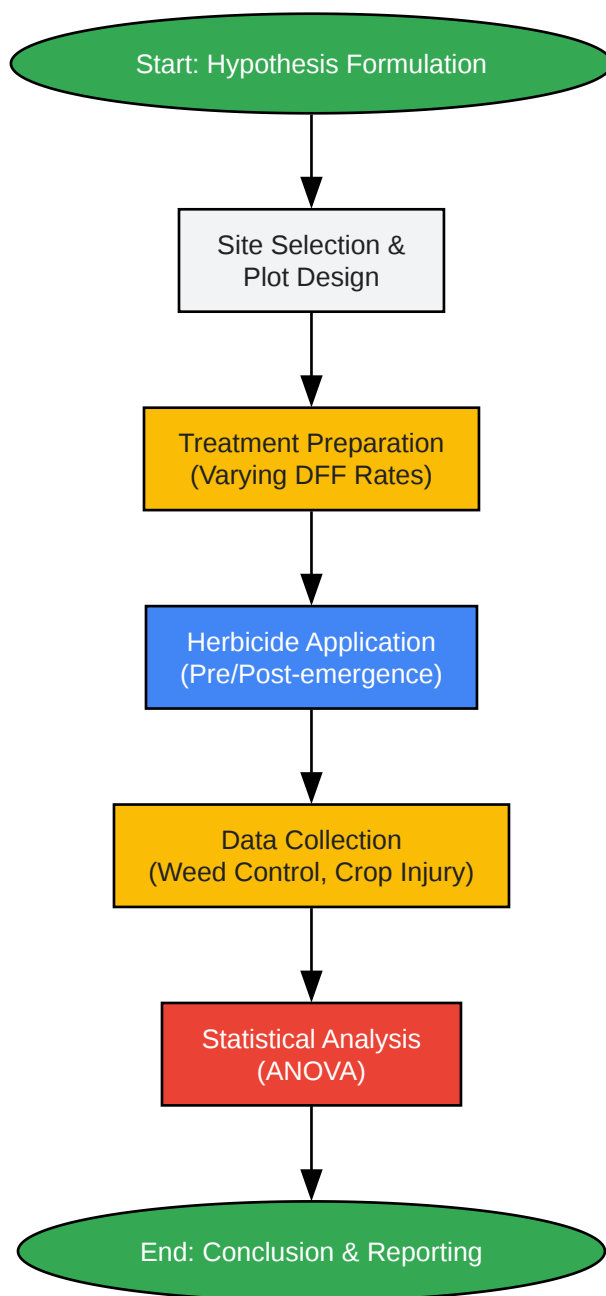 Start: Hypothesis Formulation
Site Selection &
Plot Design
Treatment Preparation
(Varying DFF Rates)
Herbicide Application
(Pre/Post-emergence)
Data Collection
(Weed Control, Crop Injury)
Statistical Analysis
(ANOVA)
End: Conclusion & Reporting